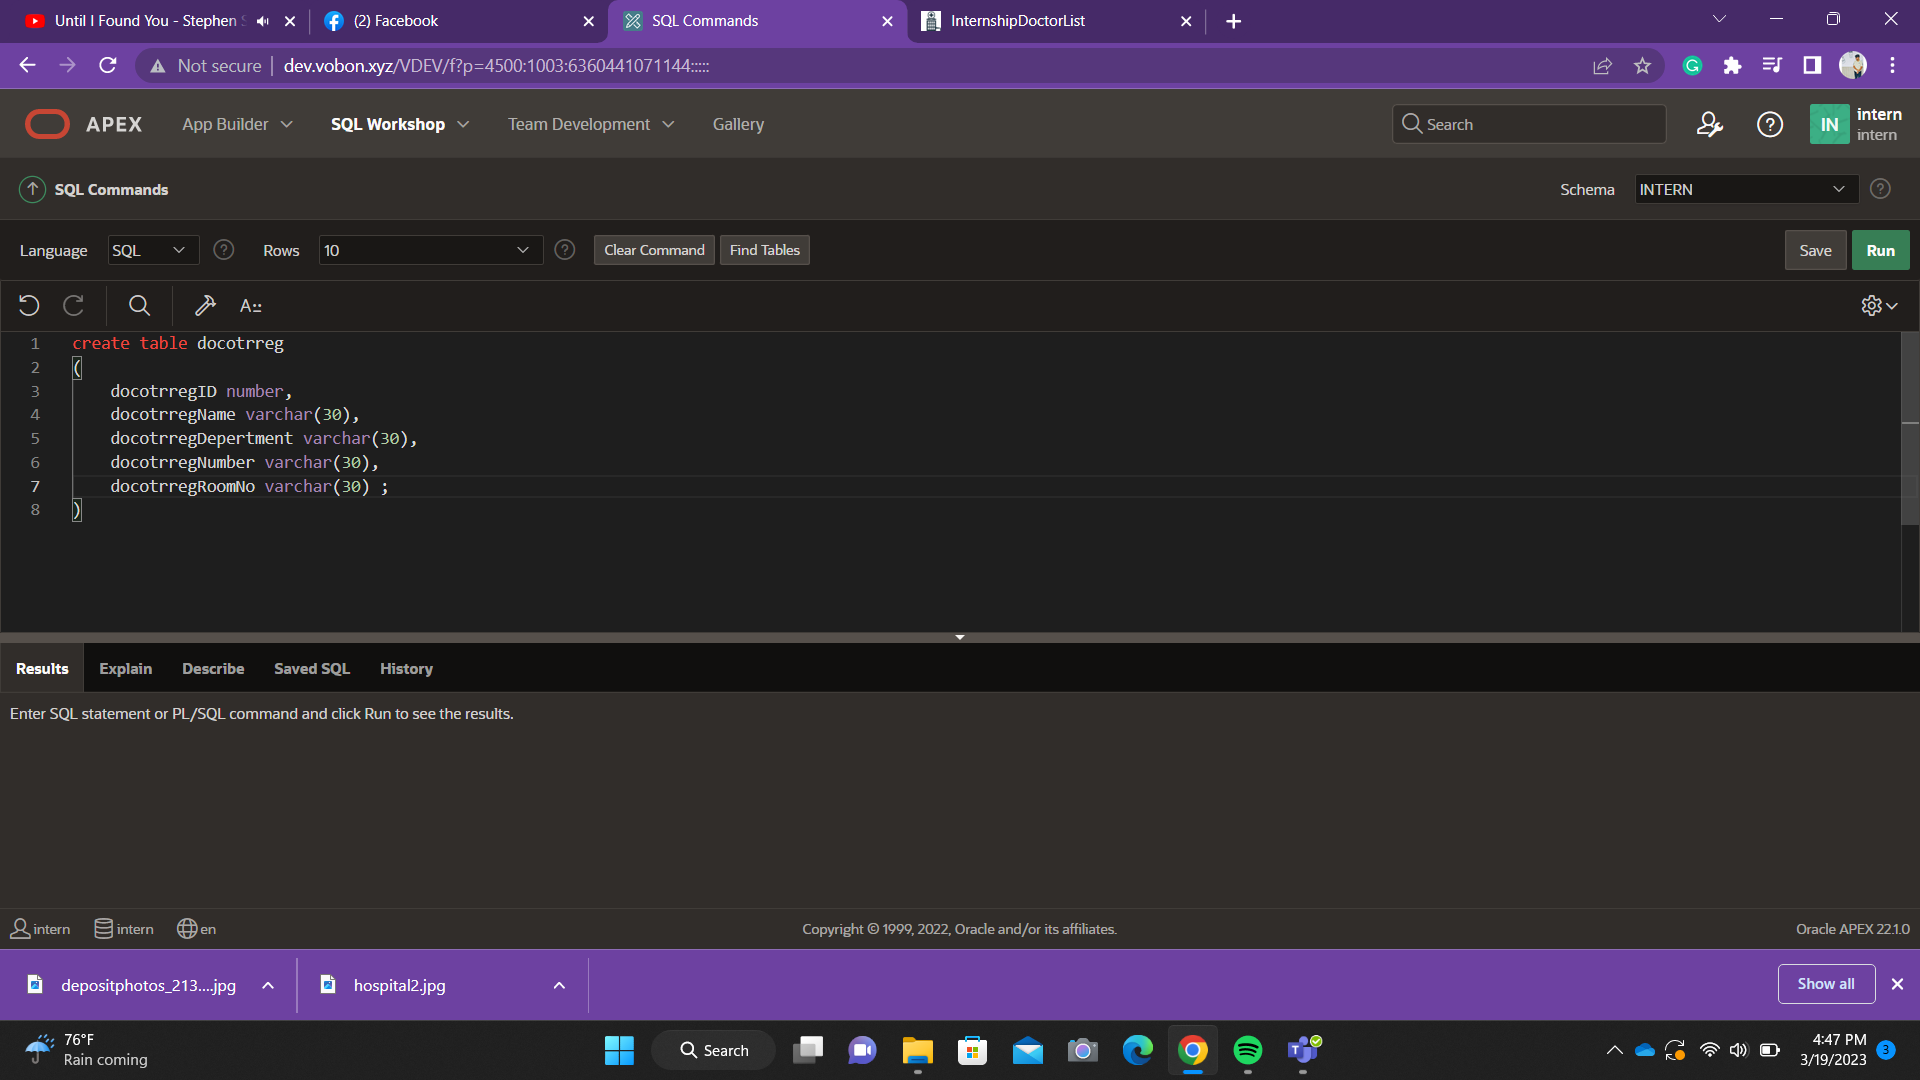 Until I Found You - Stephen S
(2) Facebook
SQL Commands
InternshipDoctorList
Not secure
dev.vobon.xyz/VDEV/f?p=4500:1003:6360441071144:::::
APEX
App Builder
SQL Workshop
Team Development
Gallery
Search
IN
intern
intern
SQL Commands
Schema
INTERN
Language
SQL
Rows
10
Clear Command
Find Tables
Save
Run
A::
1 create table docotrreg
2 (
3 docotrregID number,
4 docotrregName varchar(30),
5 docotrregDepertment varchar(30),
6 docotrregNumber varchar(30),
7 docotrregRoomNo varchar(30) ;
8 )
Results
Explain
Describe
Saved SQL
History
Enter SQL statement or PL/SQL command and click Run to see the results.
intern
intern
en
Copyright © 1999, 2022, Oracle and/or its affiliates.
Oracle APEX 22.1.0
depositphotos_213....jpg
hospital2.jpg
Show all
76°F
Rain coming
Search
4:47 PM
3/19/2023
3